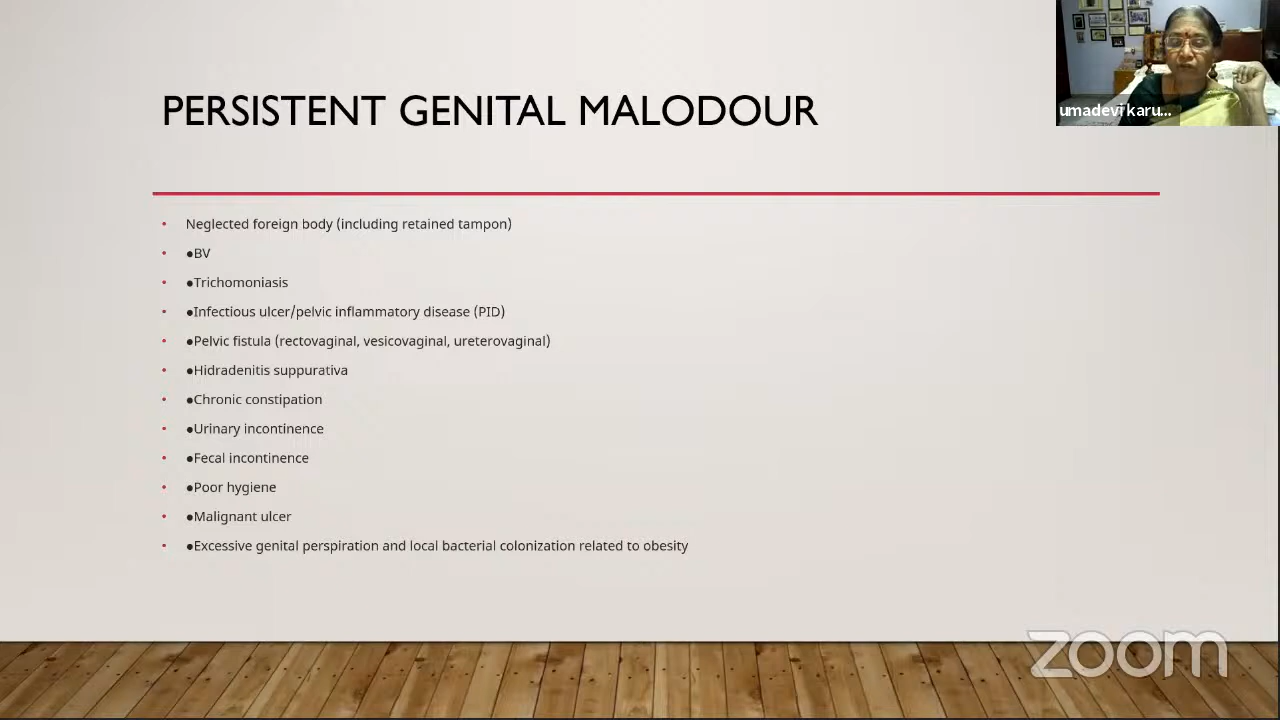 PERSISTENT GENITAL MALODOUR
umadevi karu...
• Neglected foreign body (including retained tampon)
• ●BV
• ●Trichomoniasis
• ●Infectious ulcer/pelvic inflammatory disease (PID)
• ●Pelvic fistula (rectovaginal, vesicovaginal, ureterovaginal)
• ●Hidradenitis suppurativa
• ●Chronic constipation
• ●Urinary incontinence
• ●Fecal incontinence
• ●Poor hygiene
• ●Malignant ulcer
• ●Excessive genital perspiration and local bacterial colonization related to obesity
zoom